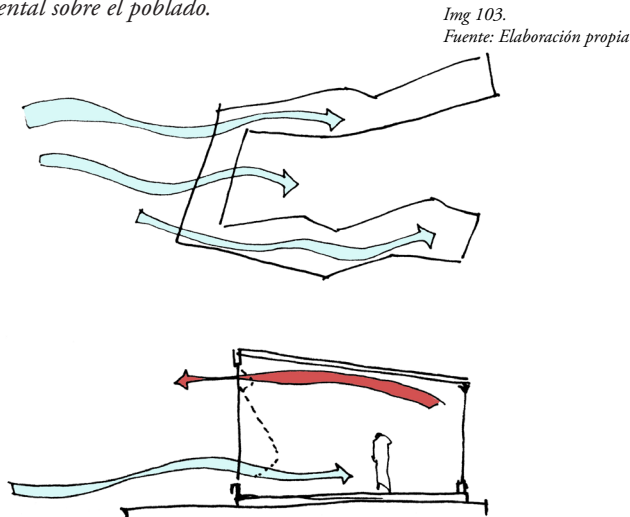 ental sobre el poblado.
Img 103.
Fuente: Elaboración propia